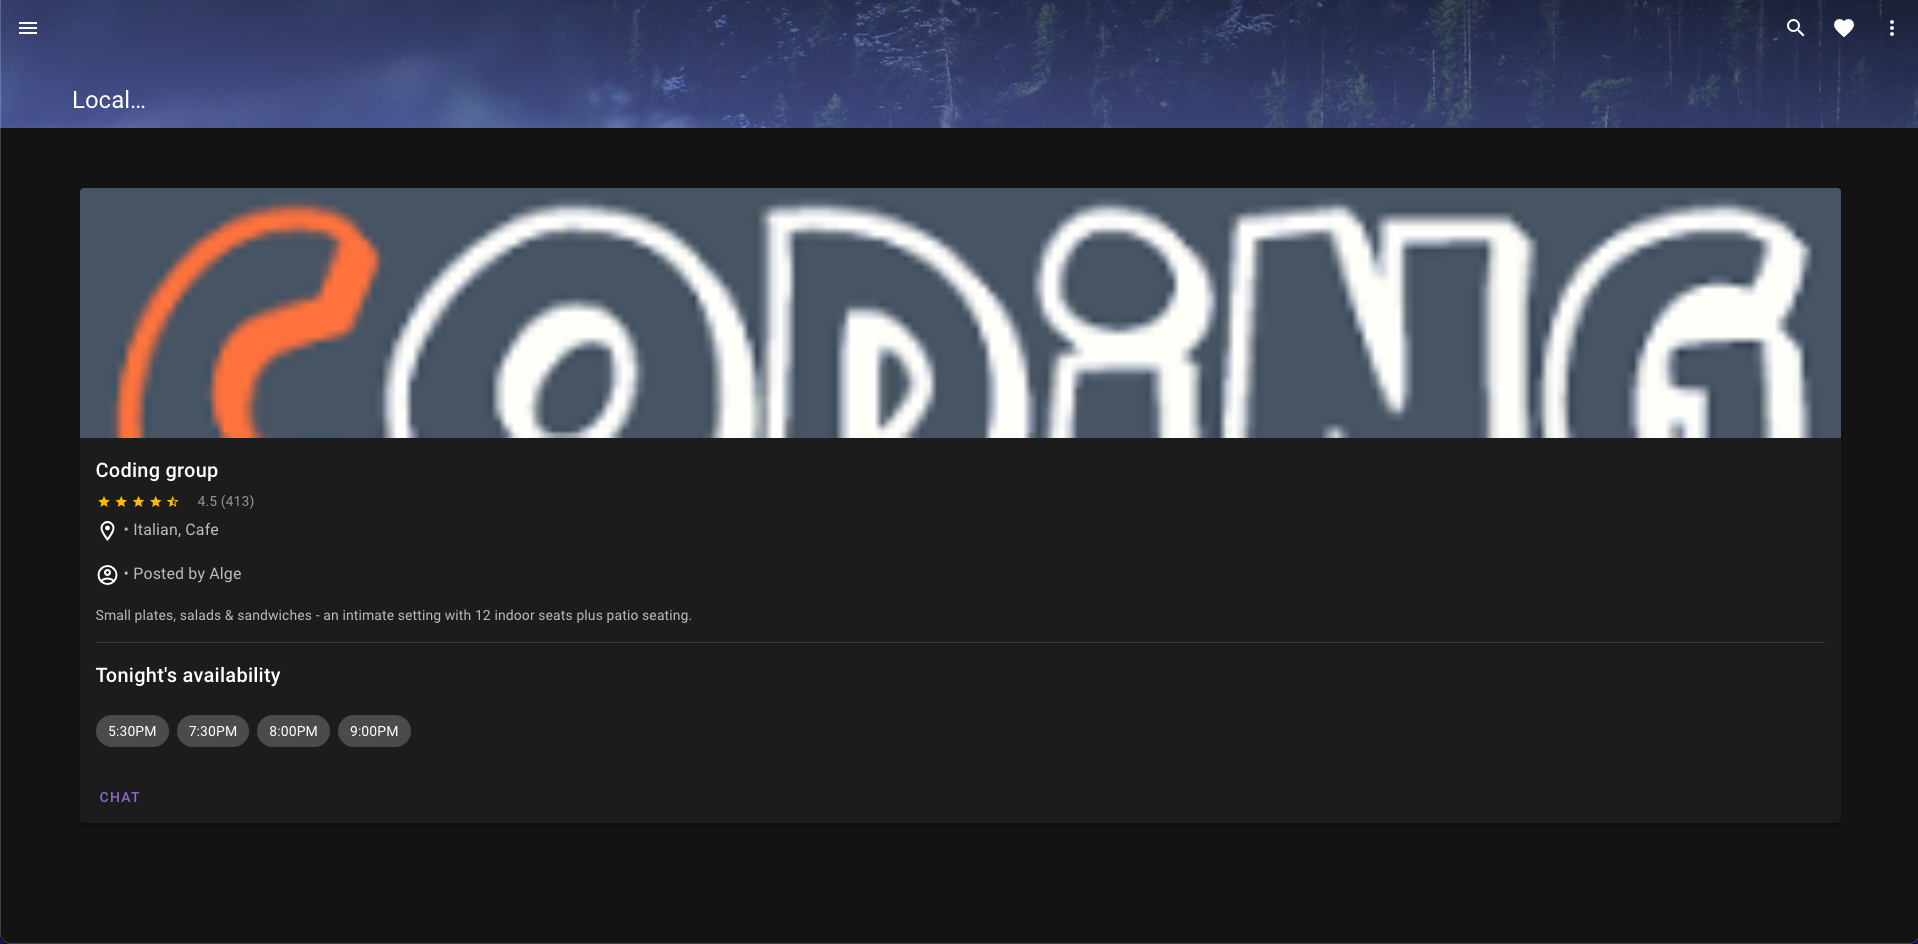 Local...
CODING
Coding group
4.5 (413)
• Italian, Cafe
• Posted by Alge
Small plates, salads & sandwiches - an intimate setting with 12 indoor seats plus patio seating.
Tonight's availability
5:30PM 7:30PM 8:00PM 9:00PM
CHAT